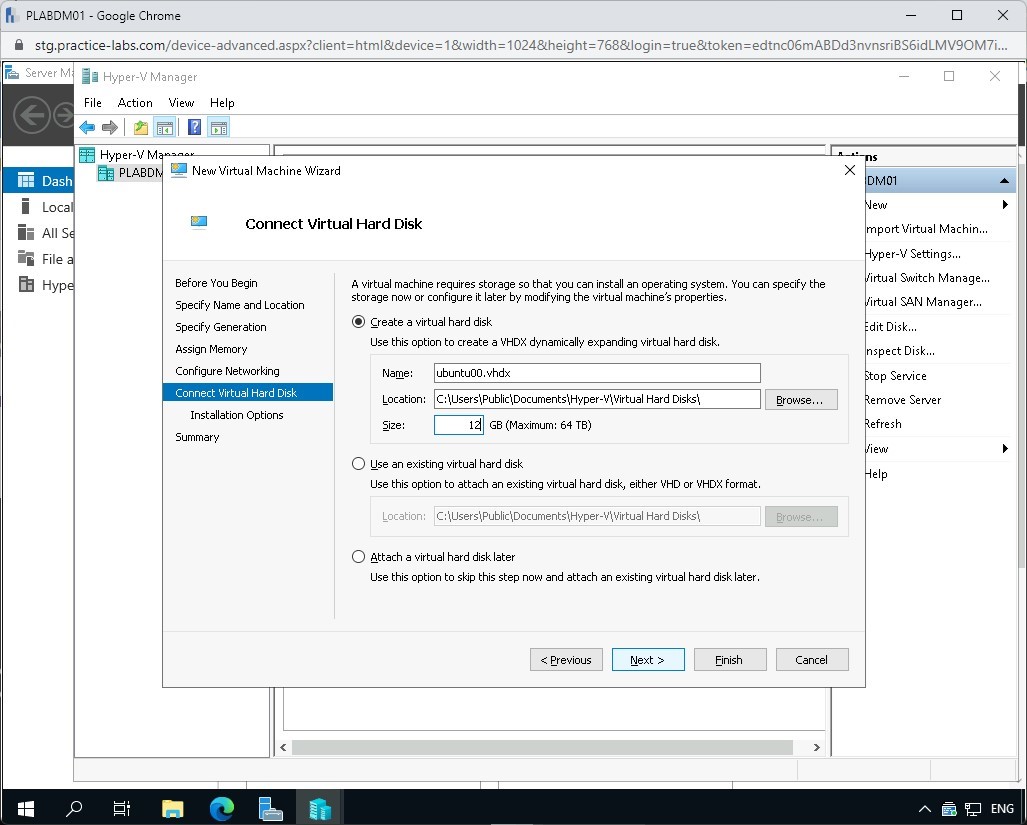 PLABDM01 - Google Chrome
stg.practice-labs.com/device-advanced.aspx?client=html&device=1&width=1024&height=768&login=true&token=edtnc06mABDd3nvnsriBS6idLMV9OM7i...
Server Ma
Hyper-V Manager
File Action View Help
Hyper-V Manager
PLABDM
Actions
BDM01
New
Import Virtual Machine...
Hyper-V Settings...
Virtual Switch Manage...
Virtual SAN Manager...
Edit Disk...
Inspect Disk...
Stop Service
Remove Server
Refresh
View
Help
Dash
Local
All Se
File a
Hype
New Virtual Machine Wizard
Connect Virtual Hard Disk
Before You Begin
Specify Name and Location
Specify Generation
Assign Memory
Configure Networking
Connect Virtual Hard Disk
Installation Options
Summary
A virtual machine requires storage so that you can install an operating system. You can specify the
storage now or configure it later by modifying the virtual machine's properties.
Create a virtual hard disk
Use this option to create a VHDX dynamically expanding virtual hard disk.
Name: ubuntu00.vhdx
Location: C:\Users\Public\Documents\Hyper-V\Virtual Hard Disks\ Browse...
Size: 12 GB (Maximum: 64 TB)
Use an existing virtual hard disk
Use this option to attach an existing virtual hard disk, either VHD or VHDX format.
Location: C:\Users\Public\Documents\Hyper-V\Virtual Hard Disks\ Browse...
Attach a virtual hard disk later
Use this option to skip this step now and attach an existing virtual hard disk later.
< Previous Next > Finish Cancel
ENG